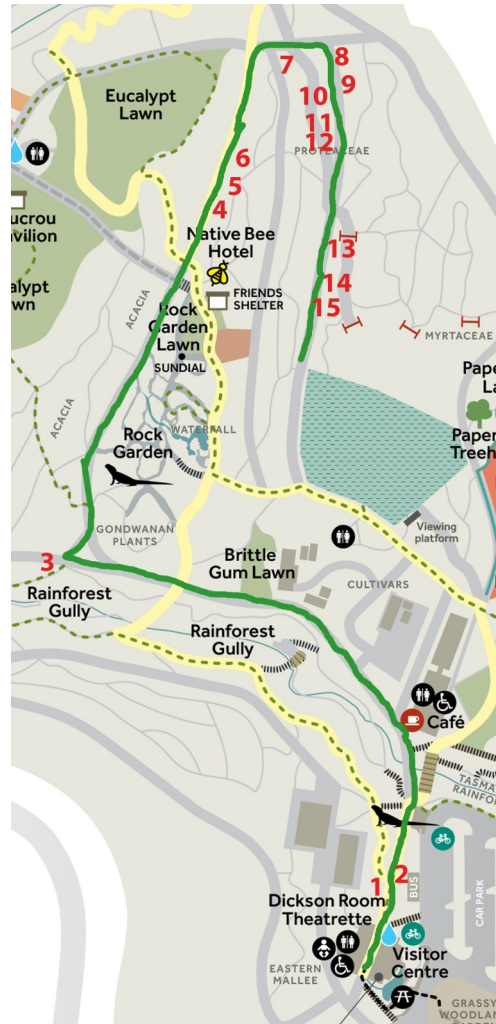 7
8
9
Eucalypt
Lawn
10
11
12
PROTEACEAE
6
5
4
ucrou
avilion
Native Bee
Hotel
13
alypt
wn
FRIENDS
SHELTER
14
15
ACACIA
Rock
Garden
Lawn
SUNDIAL
MYRTACEAE
Pape
La
ACACIA
WATERFALL
Rock
Garden
Paper
Treeh
GONDWANAN
PLANTS
Viewing
platform
3
Brittle
Gum Lawn
CULTIVARS
Rainforest
Gully
Rainforest
Gully
Café
TASMA
RAINFOR
1
2
BUS
CAR PARK
Dickson Room
Theatrette
Visitor
Centre
EASTERN
MALLEE
GRASSY
WOODLAN